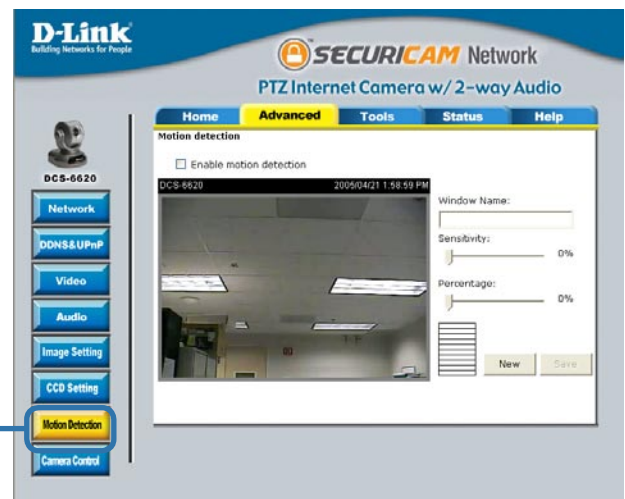 D-Link
Building Networks for People
SECURICAM Network
PTZ Internet Camera w/ 2-way Audio
Home Advanced Tools Status Help
Motion detection
Enable motion detection
DCS-6620 2005/04/21 1:58:59 PM
Window Name:
Sensitivity:
0%
Percentage:
0%
New Save
DCS-6620
Network
DDNS&UPnP
Video
Audio
Image Setting
CCD Setting
Motion Detection
Camera Control